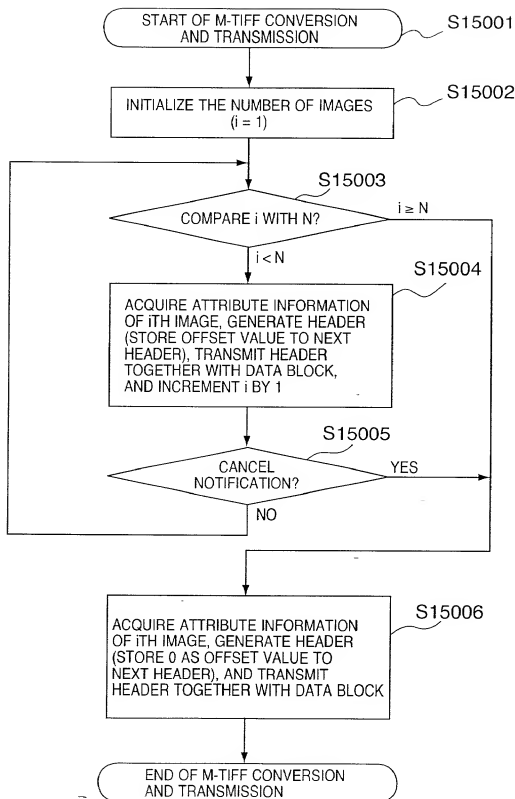 START OF M-TIFF CONVERSION
AND TRANSMISSION
S15001
INITIALIZE THE NUMBER OF IMAGES
(i = 1)
S15002
S15003
COMPARE i WITH N?
i ≥ N
i < N
S15004
ACQUIRE ATTRIBUTE INFORMATION
OF iTH IMAGE, GENERATE HEADER
(STORE OFFSET VALUE TO NEXT
HEADER), TRANSMIT HEADER
TOGETHER WITH DATA BLOCK,
AND INCREMENT i BY 1
S15005
CANCEL
NOTIFICATION?
YES
NO
S15006
ACQUIRE ATTRIBUTE INFORMATION
OF iTH IMAGE, GENERATE HEADER
(STORE 0 AS OFFSET VALUE TO
NEXT HEADER), AND TRANSMIT
HEADER TOGETHER WITH DATA BLOCK
END OF M-TIFF CONVERSION
AND TRANSMISSION